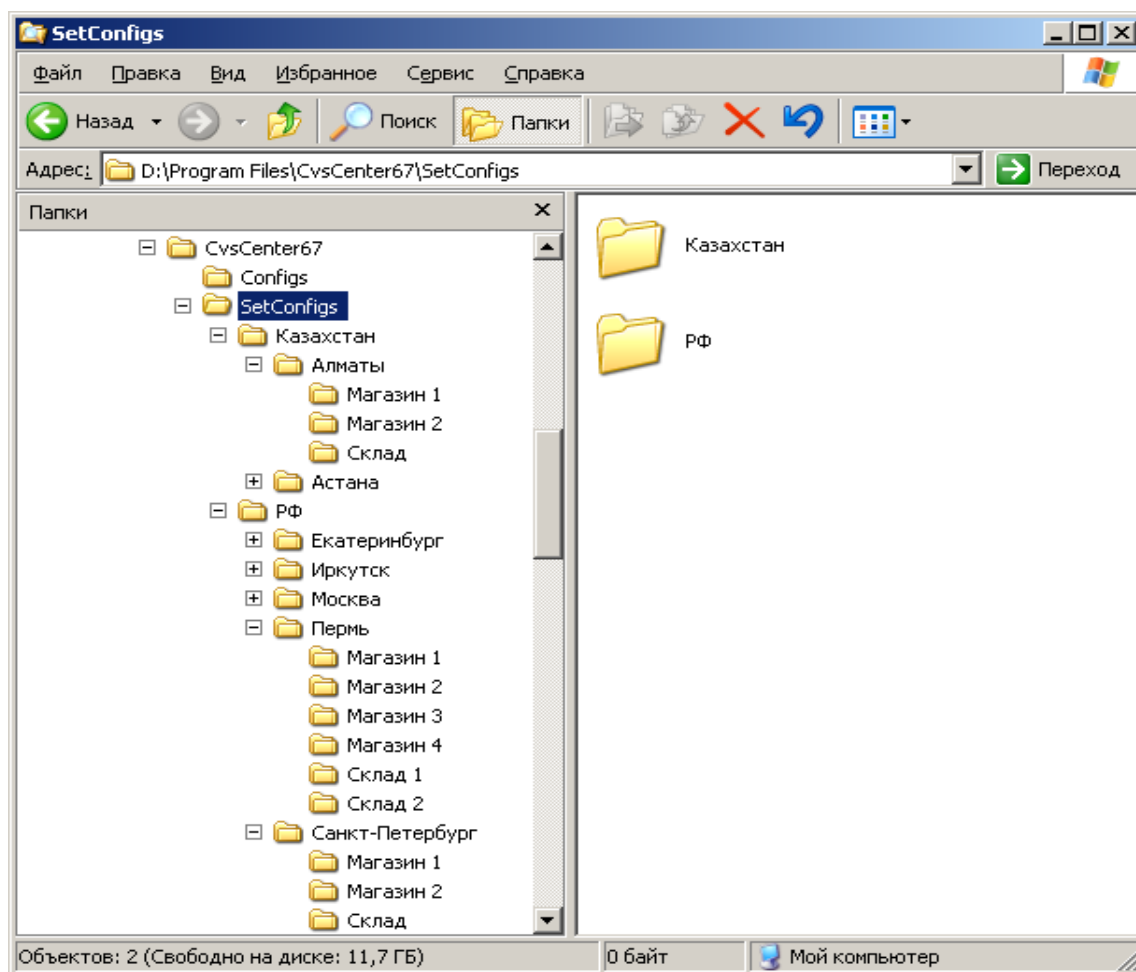 SetConfigs
Файл Правка Вид Избранное Сервис Справка
Назад Поиск Папки
Адрес: D:\Program Files\CvsCenter67\SetConfigs Переход
Папки
CvsCenter67
Configs
SetConfigs
Казахстан
Алматы
Магазин 1
Магазин 2
Склад
Астана
РФ
Екатеринбург
Иркутск
Москва
Пермь
Магазин 1
Магазин 2
Магазин 3
Магазин 4
Склад 1
Склад 2
Санкт-Петербург
Магазин 1
Магазин 2
Склад
Казахстан
РФ
Объектов: 2 (Свободно на диске: 11,7 ГБ) 0 байт Мой компьютер